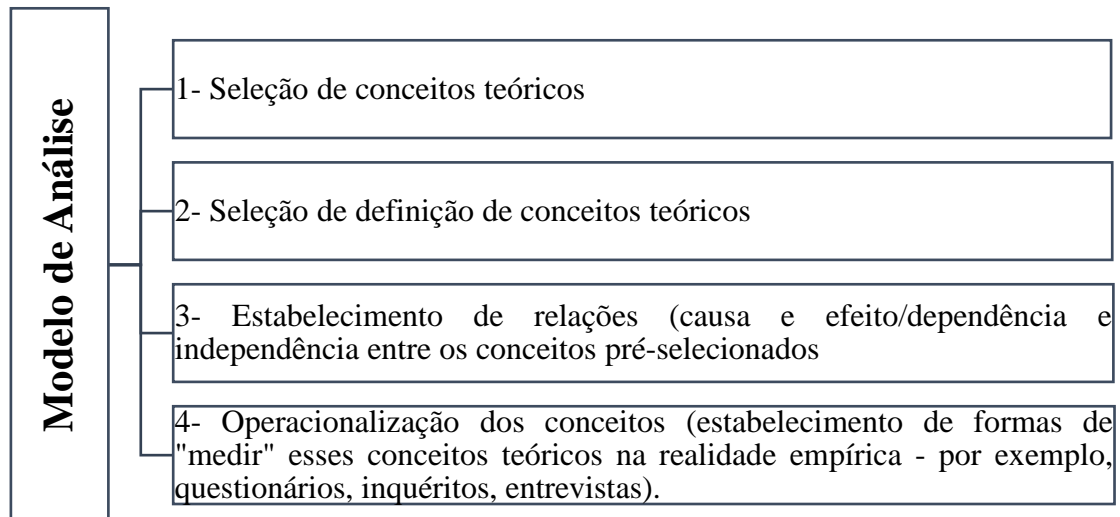 Modelo de Análise
1- Seleção de conceitos teóricos
2- Seleção de definição de conceitos teóricos
3- Estabelecimento de relações (causa e efeito/dependência e
independência entre os conceitos pré-selecionados
4- Operacionalização dos conceitos (estabelecimento de formas de
"medir" esses conceitos teóricos na realidade empírica - por exemplo,
questionários, inquéritos, entrevistas).